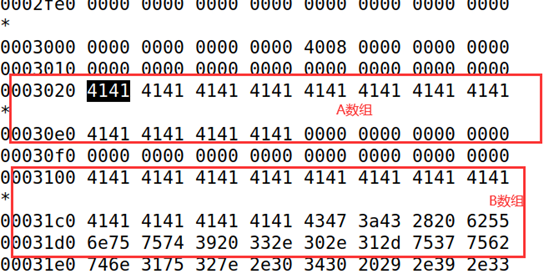 0002fe0 0000 0000 0000 0000 0000 0000 0000 0000
*
0003000 0000 0000 0000 0000 4008 0000 0000 0000
0003010 0000 0000 0000 0000 0000 0000 0000 0000
0003020 4141 4141 4141 4141 4141 4141 4141 4141
A数组
*
00030e0 4141 4141 4141 4141 0000 0000 0000 0000
00030f0 0000 0000 0000 0000 0000 0000 0000 0000
0003100 4141 4141 4141 4141 4141 4141 4141 4141
*
B数组
00031c0 4141 4141 4141 4141 4347 3a43 2820 6255
00031d0 6e75 7574 3920 332e 302e 312d 7537 7562
00031e0 746e 3175 327e 2e30 3430 2029 2e39 2e33